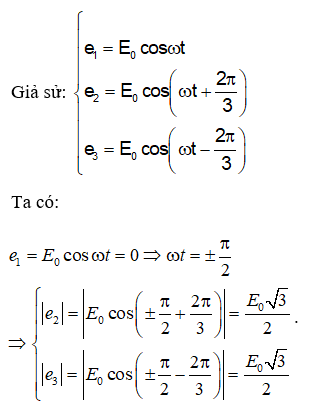 Giả sử: { e₁ = E₀ cosωt
e₂ = E₀ cos(ωt + 2π/3)
e₃ = E₀ cos(ωt − 2π/3)
Ta có:
e₁ = E₀ cos ωt = 0 ⇒ ωt = ± π/2
⇒ { |e₂| = |E₀ cos(± π/2 + 2π/3)| = E₀√3/2
|e₃| = |E₀ cos(± π/2 − 2π/3)| = E₀√3/2 .